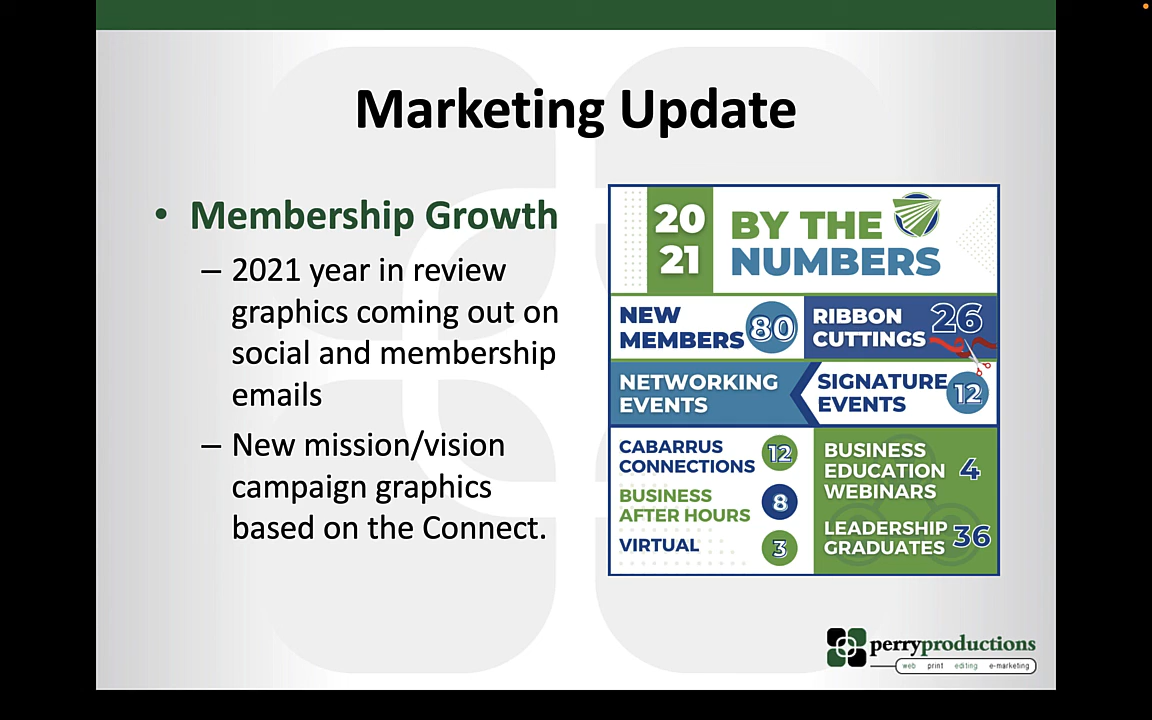 Marketing Update
• Membership Growth
– 2021 year in review
graphics coming out on
social and membership
emails
– New mission/vision
campaign graphics
based on the Connect.
20
21
BY THE
NUMBERS
NEW
MEMBERS 80
RIBBON
CUTTINGS 26
NETWORKING
EVENTS
SIGNATURE
EVENTS 12
CABARRUS
CONNECTIONS 12
BUSINESS
AFTER HOURS 8
VIRTUAL 3
BUSINESS
EDUCATION
WEBINARS 4
LEADERSHIP
GRADUATES 36
perryproductions
web print editing e-marketing